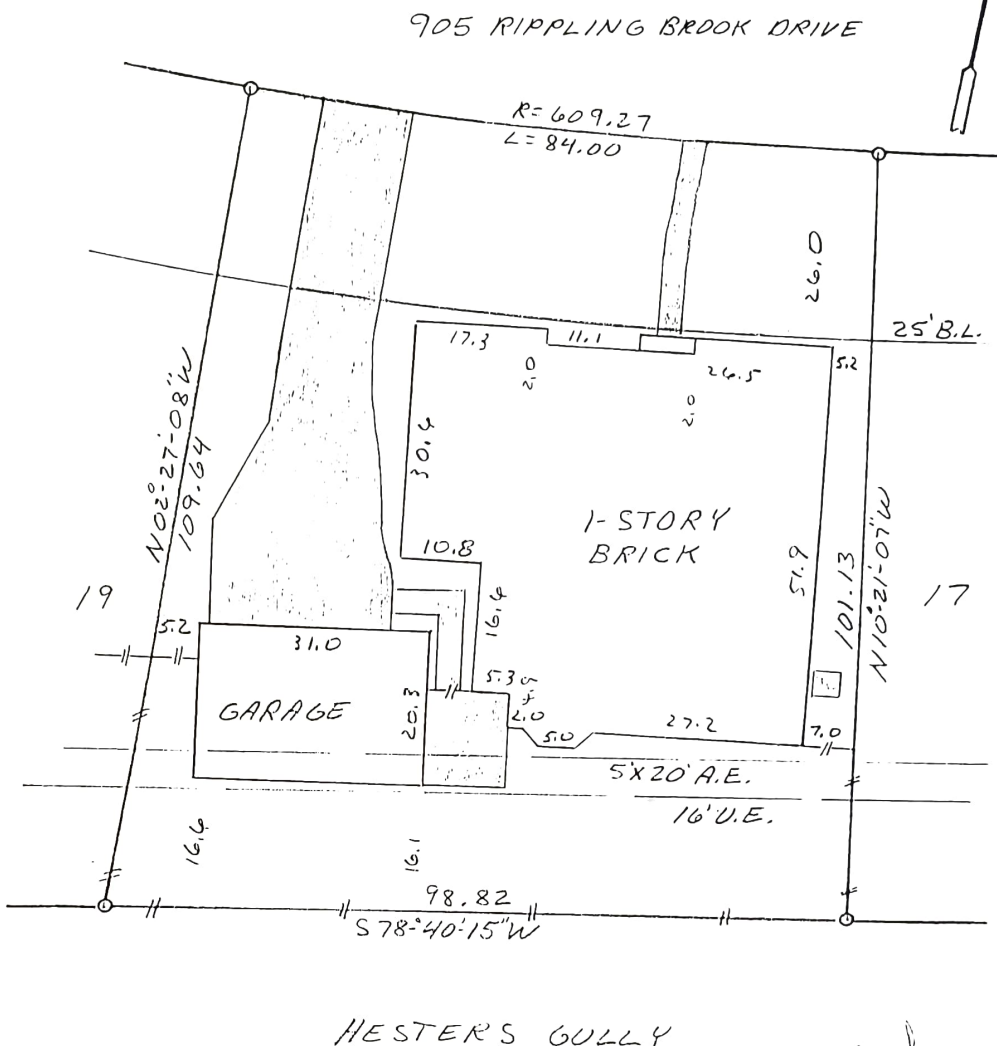 905 RIPPLING BROOK DRIVE
R=609.27
L=84.00
26.0
25' B.L.
17.3
11.1
5.2
2.0
26.5
2.0
N02°-27'-08"W
109.64
30.4
1-STORY
BRICK
10.8
51.9
101.13
N10°-21'-07"W
19
17
16.4
5.2
31.0
5.3
GARAGE
20.3
2.0
5.0
27.2
7.0
5'X20' A.E.
16' U.E.
16.6
16.1
98.82
S78°-40'-15"W
HESTERS GULLY